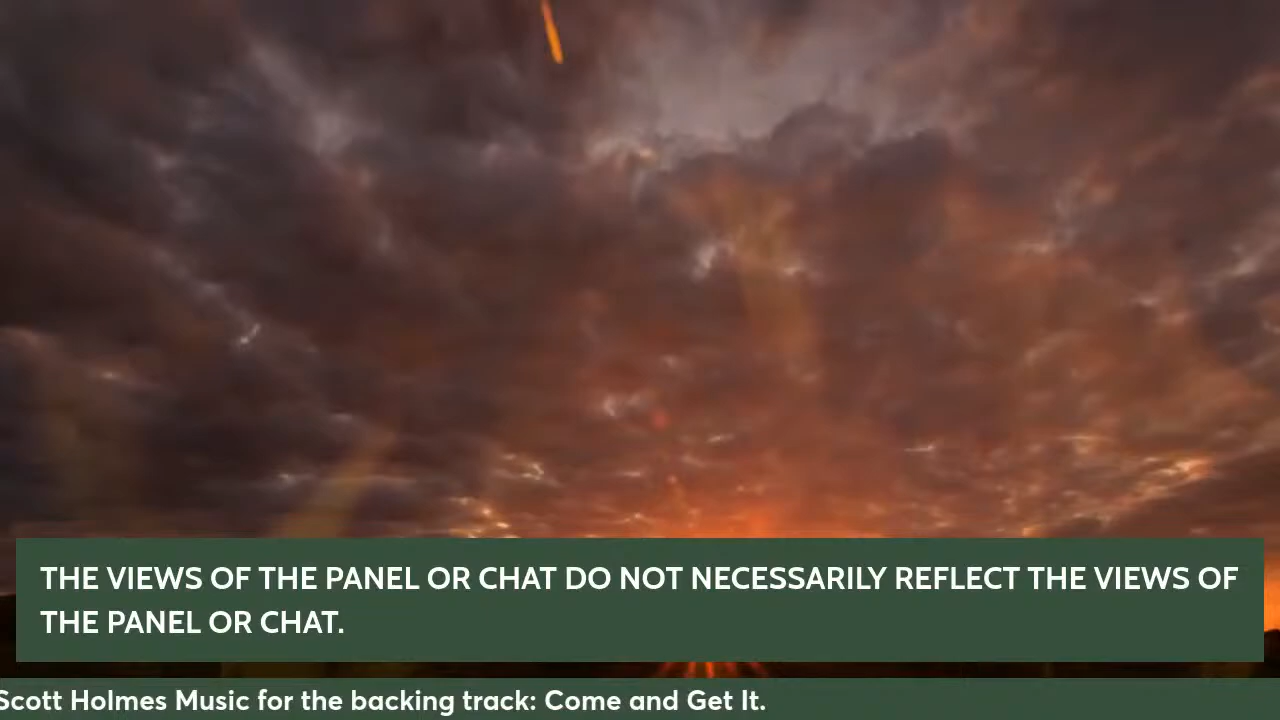 THE VIEWS OF THE PANEL OR CHAT DO NOT NECESSARILY REFLECT THE VIEWS OF
THE PANEL OR CHAT.
Scott Holmes Music for the backing track: Come and Get It.